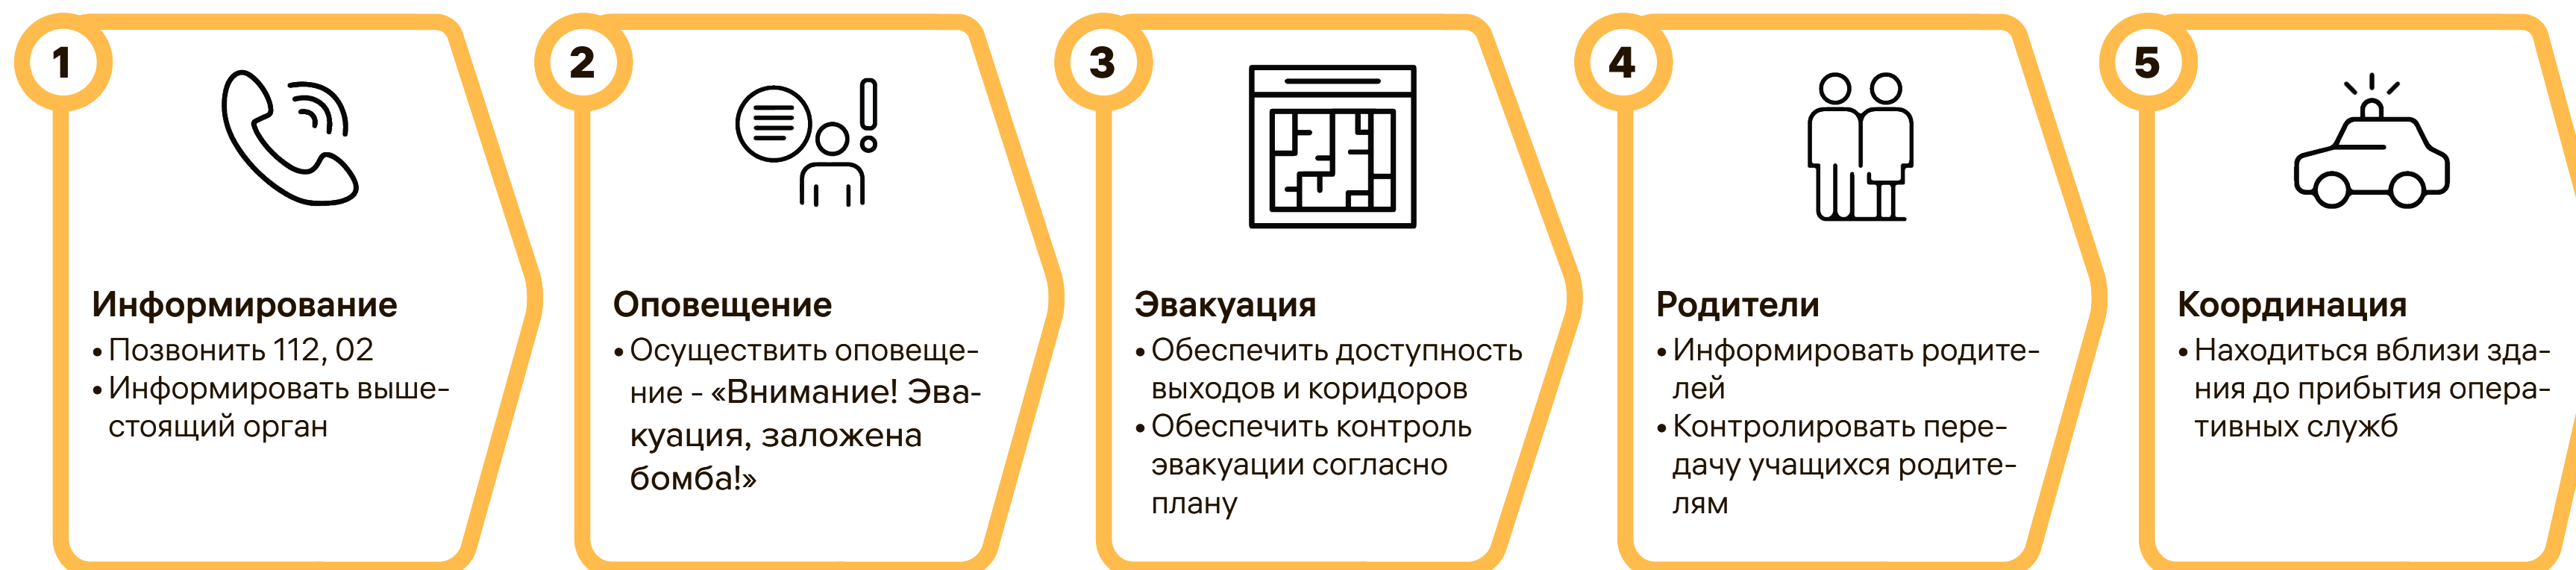 1
Информирование
• Позвонить 112, 02
• Информировать выше-
стоящий орган
2
Оповещение
• Осуществить оповеще-
ние - «Внимание! Эва-
куация, заложена
бомба!»
3
Эвакуация
• Обеспечить доступность
выходов и коридоров
• Обеспечить контроль
эвакуации согласно
плану
4
Родители
• Информировать родите-
лей
• Контролировать пере-
дачу учащихся родите-
лям
5
Координация
• Находиться вблизи зда-
ния до прибытия опера-
тивных служб